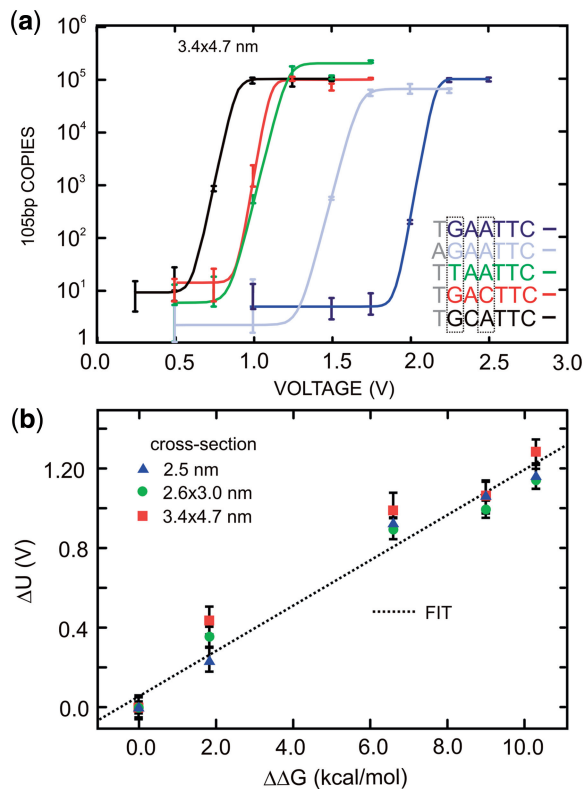 (a)
3.4x4.7 nm
105bp COPIES
10⁶
10⁵
10⁴
10³
10²
10¹
1
TGAATTC
AGAATTC
TTAATTC
TGACTTC
TGCATTC
0.0 0.5 1.0 1.5 2.0 2.5 3.0
VOLTAGE (V)
(b)
cross-section
2.5 nm
2.6x3.0 nm
3.4x4.7 nm
ΔU (V)
1.20
0.8
0.4
0.0
FIT
0.0 2.0 4.0 6.0 8.0 10.0
ΔΔG (kcal/mol)